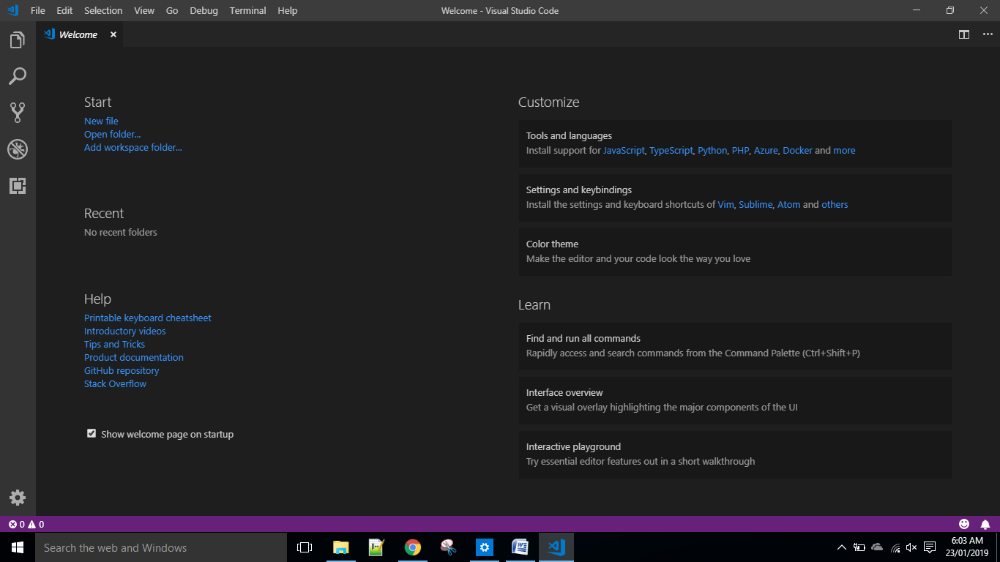 File Edit Selection View Go Debug Terminal Help
Welcome - Visual Studio Code
Welcome
Start
New file
Open folder...
Add workspace folder...
Recent
No recent folders
Help
Printable keyboard cheatsheet
Introductory videos
Tips and Tricks
Product documentation
GitHub repository
Stack Overflow
Show welcome page on startup
Customize
Tools and languages
Install support for JavaScript, TypeScript, Python, PHP, Azure, Docker and more
Settings and keybindings
Install the settings and keyboard shortcuts of Vim, Sublime, Atom and others
Color theme
Make the editor and your code look the way you love
Learn
Find and run all commands
Rapidly access and search commands from the Command Palette (Ctrl+Shift+P)
Interface overview
Get a visual overlay highlighting the major components of the UI
Interactive playground
Try essential editor features out in a short walkthrough
0 0
Search the web and Windows
6:03 AM
23/01/2019